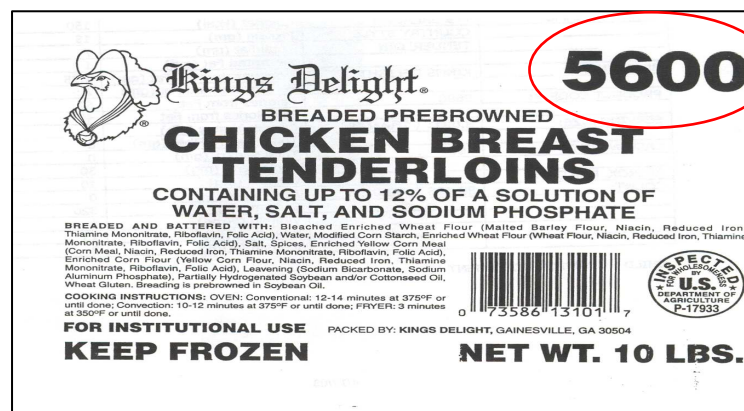 Kings Delight®
5600
BREADED PREBROWNED
CHICKEN BREAST
TENDERLOINS
CONTAINING UP TO 12% OF A SOLUTION OF
WATER, SALT, AND SODIUM PHOSPHATE
BREADED AND BATTERED WITH: Bleached Enriched Wheat Flour (Malted Barley Flour, Niacin, Reduced Iron,
Thiamine Mononitrate, Riboflavin, Folic Acid), Water, Modified Corn Starch, Enriched Wheat Flour (Wheat Flour, Niacin, Reduced Iron, Thiamine
Mononitrate, Riboflavin, Folic Acid), Salt, Spices, Enriched Yellow Corn Meal
(Corn Meal, Niacin, Reduced Iron, Thiamine Mononitrate, Riboflavin, Folic Acid),
Enriched Corn Flour (Yellow Corn Flour, Niacin, Reduced Iron, Thiamine
Mononitrate, Riboflavin, Folic Acid), Leavening (Sodium Bicarbonate, Sodium
Aluminum Phosphate), Partially Hydrogenated Soybean and/or Cottonseed Oil,
Wheat Gluten. Breading is prebrowned in Soybean Oil.
COOKING INSTRUCTIONS: OVEN: Conventional: 12-14 minutes at 375ºF or
until done; Convection: 10-12 minutes at 375ºF or until done; FRYER: 3 minutes
at 350ºF or until done.
0 73586 13101 7
INSPECTED
FOR WHOLESOMENESS
BY
U.S.
DEPARTMENT OF
AGRICULTURE
P-17933
FOR INSTITUTIONAL USE
PACKED BY: KINGS DELIGHT, GAINESVILLE, GA 30504
KEEP FROZEN
NET WT. 10 LBS.